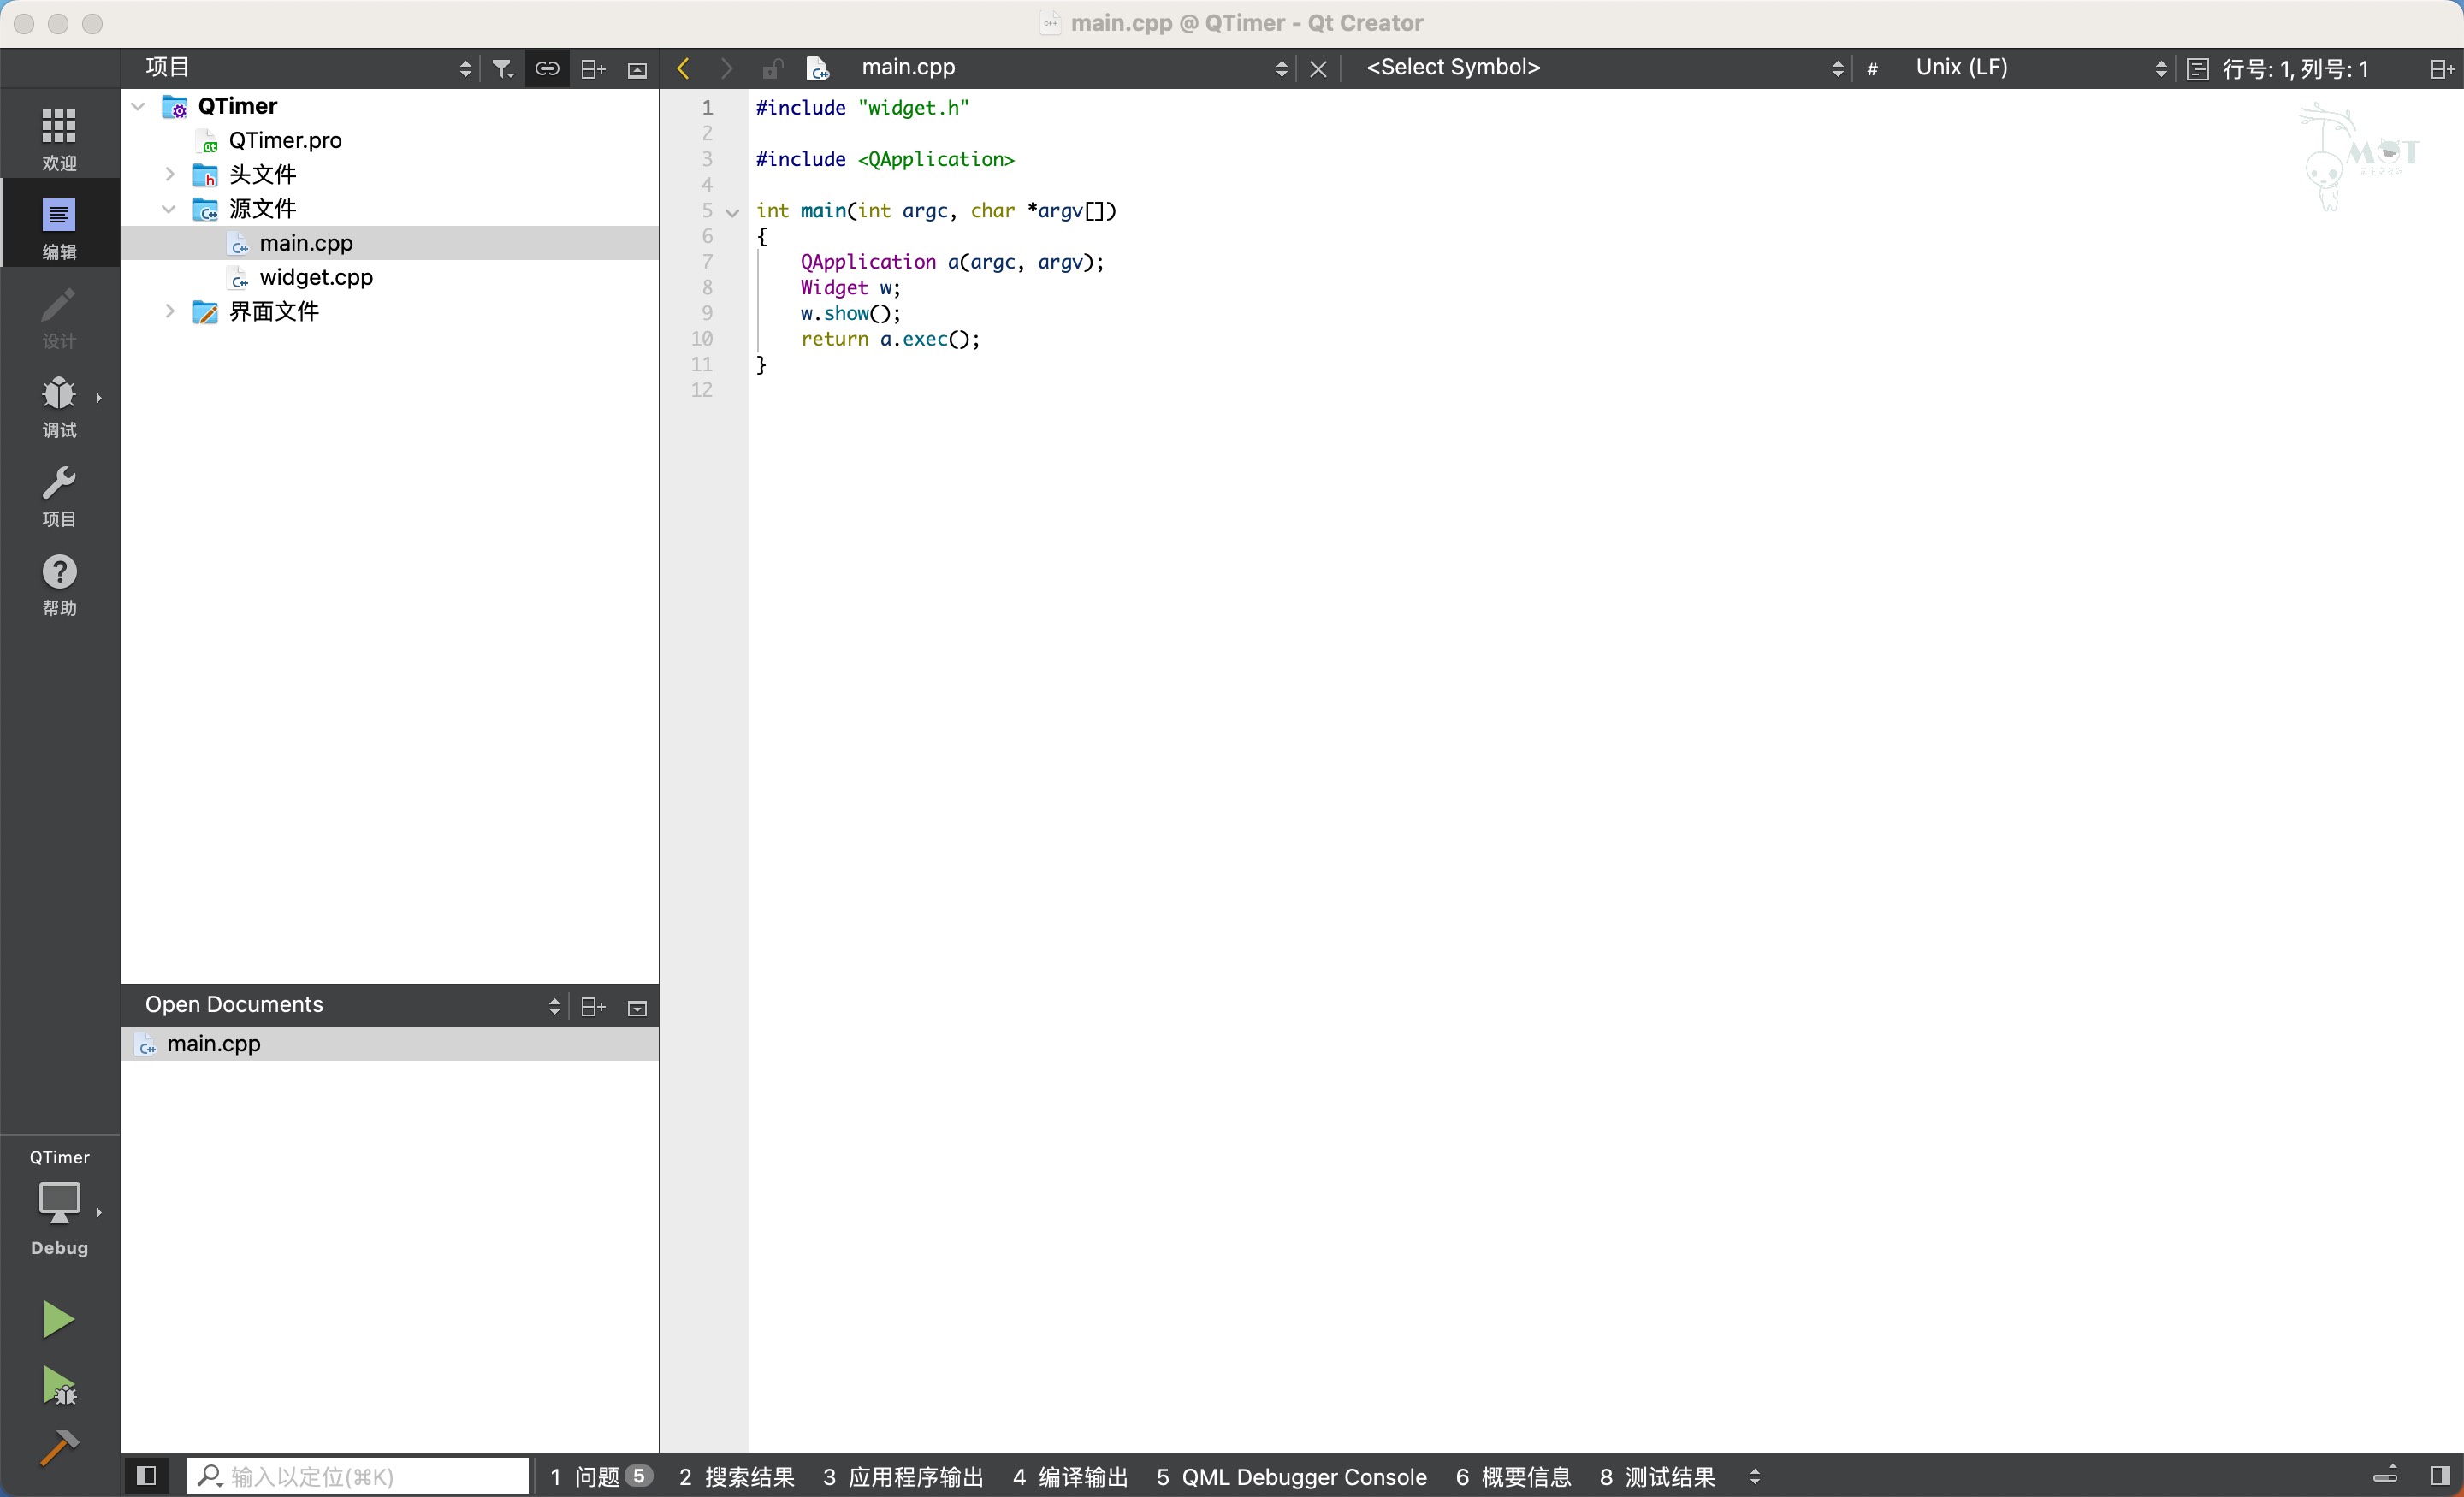 main.cpp @ QTimer - Qt Creator
项目
main.cpp
<Select Symbol>
#
Unix (LF)
行号: 1, 列号: 1
欢迎
编辑
设计
调试
项目
帮助
QTimer
QTimer.pro
头文件
源文件
main.cpp
widget.cpp
界面文件
1 #include "widget.h"
2
3 #include <QApplication>
4
5 int main(int argc, char *argv[])
6 {
7     QApplication a(argc, argv);
8     Widget w;
9     w.show();
10     return a.exec();
11 }
12
MOT
Open Documents
main.cpp
QTimer
Debug
输入以定位(⌘K)
1 问题 5
2 搜索结果
3 应用程序输出
4 编译输出
5 QML Debugger Console
6 概要信息
8 测试结果